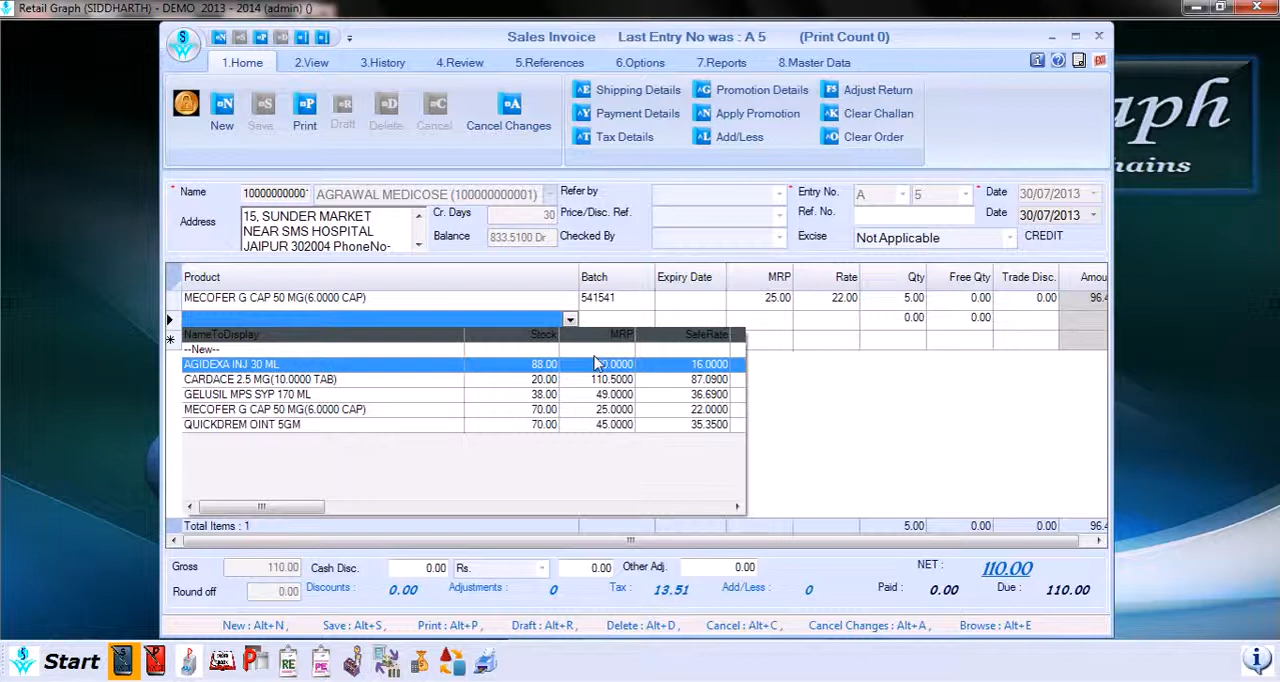 Retail Graph (SIDDHARTH) - DEMO 2013 - 2014 (admin) ()
Sales Invoice Last Entry No was : A 5 (Print Count 0)
1.Home 2.View 3.History 4.Review 5.References 6.Options 7.Reports 8.Master Data
New Save Print Draft Delete Cancel Cancel Changes
Shipping Details Promotion Details Adjust Return
Payment Details Apply Promotion Clear Challan
Tax Details Add/Less Clear Order
aph
hains
* Name 10000000001 AGRAWAL MEDICOSE (100000000001) Refer by * Entry No. A 5 * Date 30/07/2013
Address 15, SUNDER MARKET Cr. Days 30 Price/Disc. Ref. Ref. No. Date 30/07/2013
NEAR SMS HOSPITAL Balance 833.5100 Dr Checked By Excise Not Applicable CREDIT
JAIPUR 302004 PhoneNo-
Product Batch Expiry Date MRP Rate Qty Free Qty Trade Disc. Amou
MECOFER G CAP 50 MG(6.0000 CAP) 541541 25.00 22.00 5.00 0.00 0.00 96.4
0.00 0.00
NameToDisplay Stock MRP SaleRate
--New--
AGIDEXA INJ 30 ML 88.00 0.0000 16.0000
CARDACE 2.5 MG(10.0000 TAB) 20.00 110.5000 87.0900
GELUSIL MPS SYP 170 ML 38.00 49.0000 36.6900
MECOFER G CAP 50 MG(6.0000 CAP) 70.00 25.0000 22.0000
QUICKDREM OINT 5GM 70.00 45.0000 35.3500
Total Items : 1 5.00 0.00 0.00 96.4
Gross 110.00 Cash Disc. 0.00 Rs. 0.00 Other Adj. 0.00 NET : 110.00
Round off 0.00 Discounts : 0.00 Adjustments : 0 Tax : 13.51 Add/Less : 0 Paid : 0.00 Due : 110.00
New : Alt+N , Save : Alt+S , Print : Alt+P , Draft : Alt+R , Delete : Alt+D , Cancel : Alt+C , Cancel Changes : Alt+A , Browse : Alt+E
Start